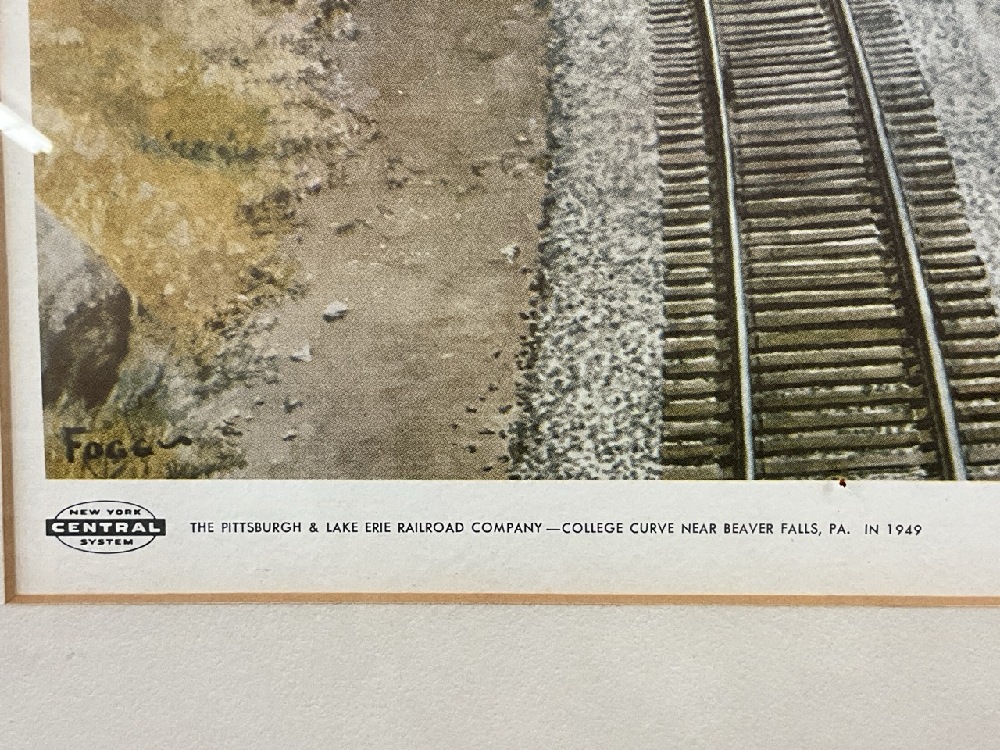 Fogg
NEW YORK
CENTRAL
SYSTEM
THE PITTSBURGH & LAKE ERIE RAILROAD COMPANY — COLLEGE CURVE NEAR BEAVER FALLS, PA. IN 1949